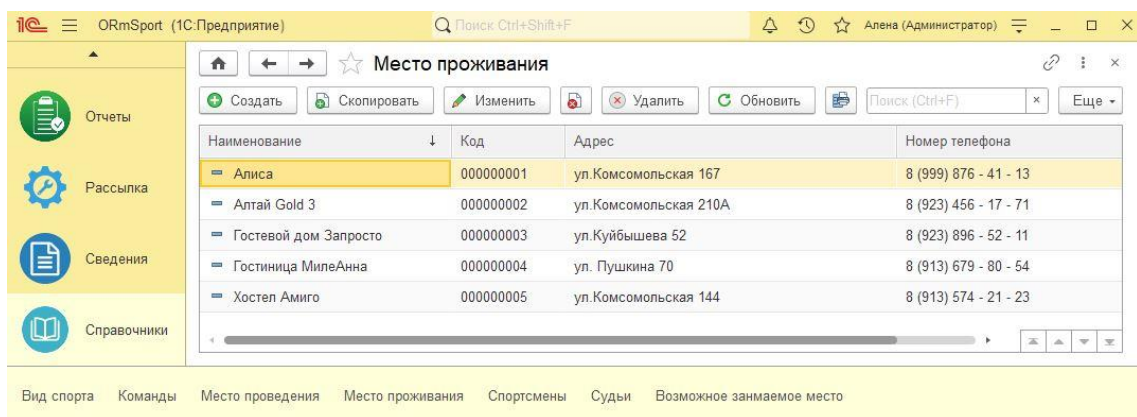 1С ORmSport (1С:Предприятие) Поиск Ctrl+Shift+F Алена (Администратор)
Место проживания
Создать Скопировать Изменить Удалить Обновить Поиск (Ctrl+F) × Еще
Отчеты
Рассылка
Сведения
Справочники
Наименование ↓ Код Адрес Номер телефона
Алиса 000000001 ул.Комсомольская 167 8 (999) 876 - 41 - 13
Алтай Gold 3 000000002 ул.Комсомольская 210А 8 (923) 456 - 17 - 71
Гостевой дом Запросто 000000003 ул.Куйбышева 52 8 (923) 896 - 52 - 11
Гостиница МилеАнна 000000004 ул. Пушкина 70 8 (913) 679 - 80 - 54
Хостел Амиго 000000005 ул.Комсомольская 144 8 (913) 574 - 21 - 23
Вид спорта Команды Место проведения Место проживания Спортсмены Судьи Возможное занмаемое место